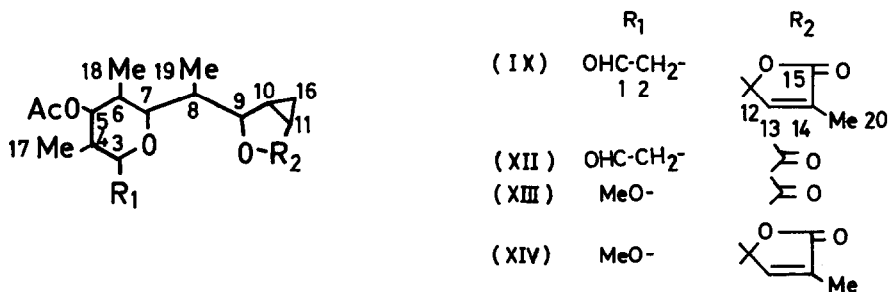 R₁ R₂
18 Me 19 Me
AcO 5 6 7 8 9 10 16 11
17 Me 4 3 O O-R₂
R₁
(IX) OHC-CH₂- O 15 O
1 2 12 13 14 Me 20
(XII) OHC-CH₂- O
(XIII) MeO- O
(XIV) MeO- O O
Me